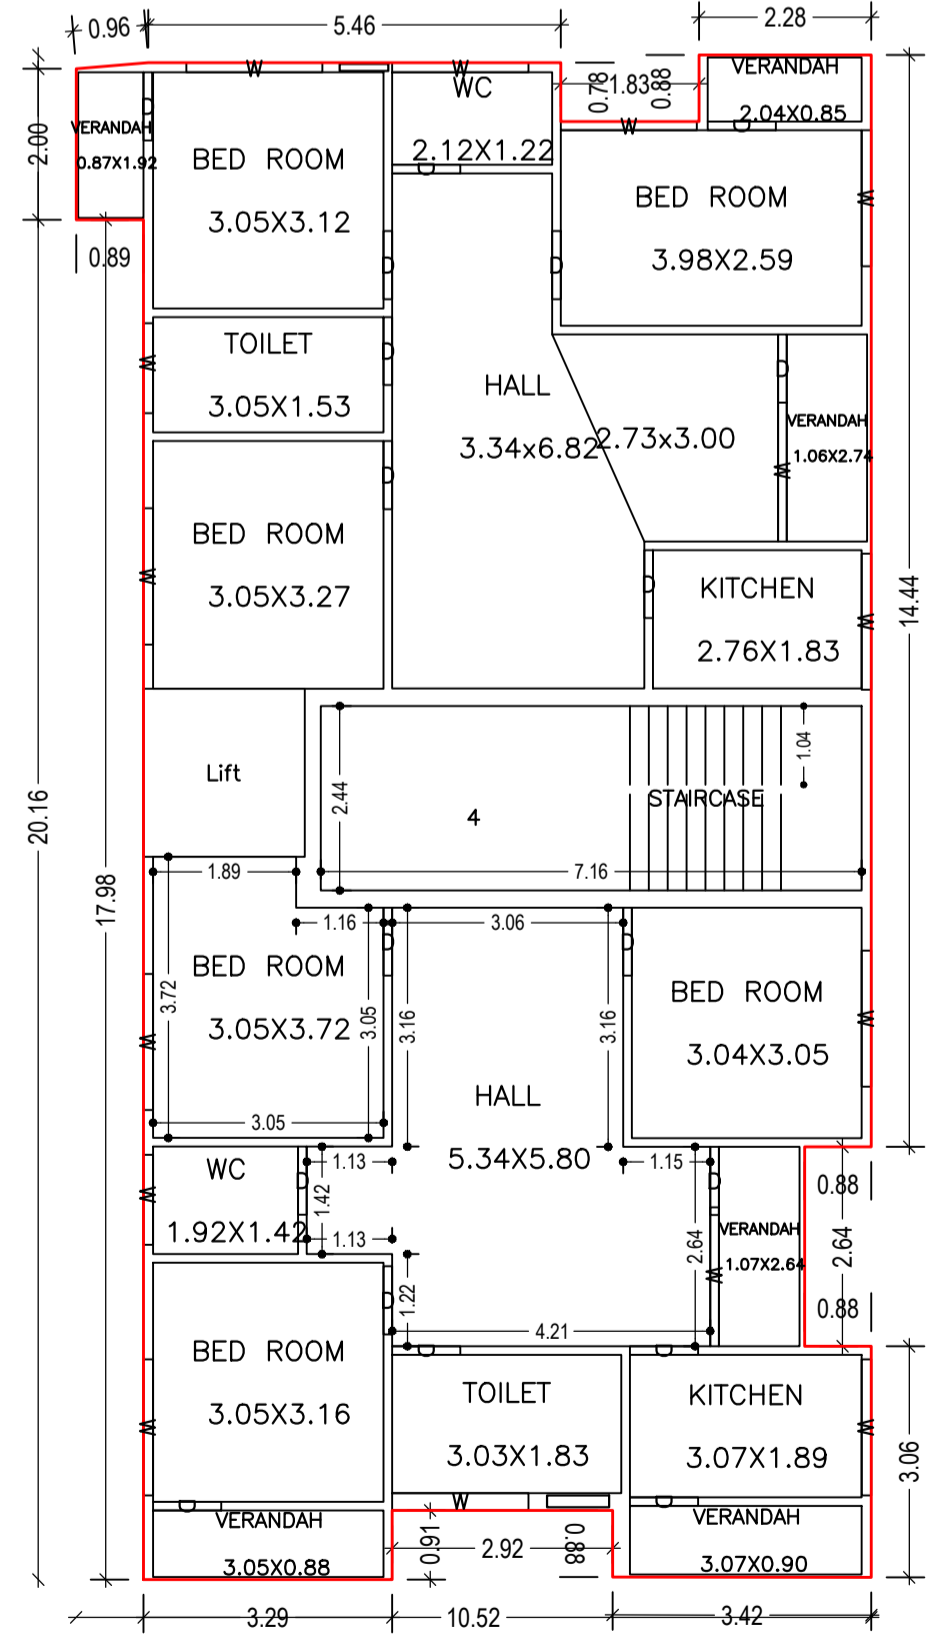 0.96
5.46
2.28
W
W
WC
0.78
1.83
0.88
VERANDAH
2.04X0.85
2.00
VERANDAH
0.87X1.92
D
BED ROOM
3.05X3.12
2.12X1.22
D
W
D
BED ROOM
3.98X2.59
W
0.89
D
D
W
TOILET
3.05X1.53
D
HALL
3.34x6.82
2.73x3.00
D
VERANDAH
1.06X2.74
W
D
W
BED ROOM
3.05X3.27
D
KITCHEN
2.76X1.83
W
14.44
Lift
2.44
4
STAIRCASE
1.04
20.16
17.98
1.89
7.16
1.16
3.06
D
D
BED ROOM
3.05X3.72
3.72
3.05
3.16
3.16
W
BED ROOM
3.04X3.05
W
3.05
HALL
5.34X5.80
WC
1.92X1.42
W
D
1.13
1.42
1.13
1.15
D
2.64
VERANDAH
1.07X2.64
W
0.88
2.64
0.88
1.22
D
4.21
BED ROOM
3.05X3.16
W
D
D
TOILET
3.03X1.83
KITCHEN
3.07X1.89
W
3.06
D
W
D
VERANDAH
3.05X0.88
0.91
2.92
0.88
VERANDAH
3.07X0.90
3.29
10.52
3.42